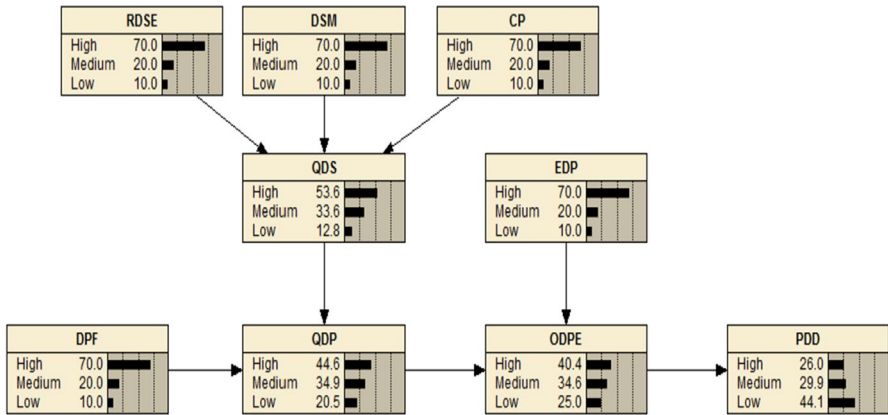 RDSE
High 70.0
Medium 20.0
Low 10.0
DSM
High 70.0
Medium 20.0
Low 10.0
CP
High 70.0
Medium 20.0
Low 10.0
QDS
High 53.6
Medium 33.6
Low 12.8
EDP
High 70.0
Medium 20.0
Low 10.0
DPF
High 70.0
Medium 20.0
Low 10.0
QDP
High 44.6
Medium 34.9
Low 20.5
ODPE
High 40.4
Medium 34.6
Low 25.0
PDD
High 26.0
Medium 29.9
Low 44.1